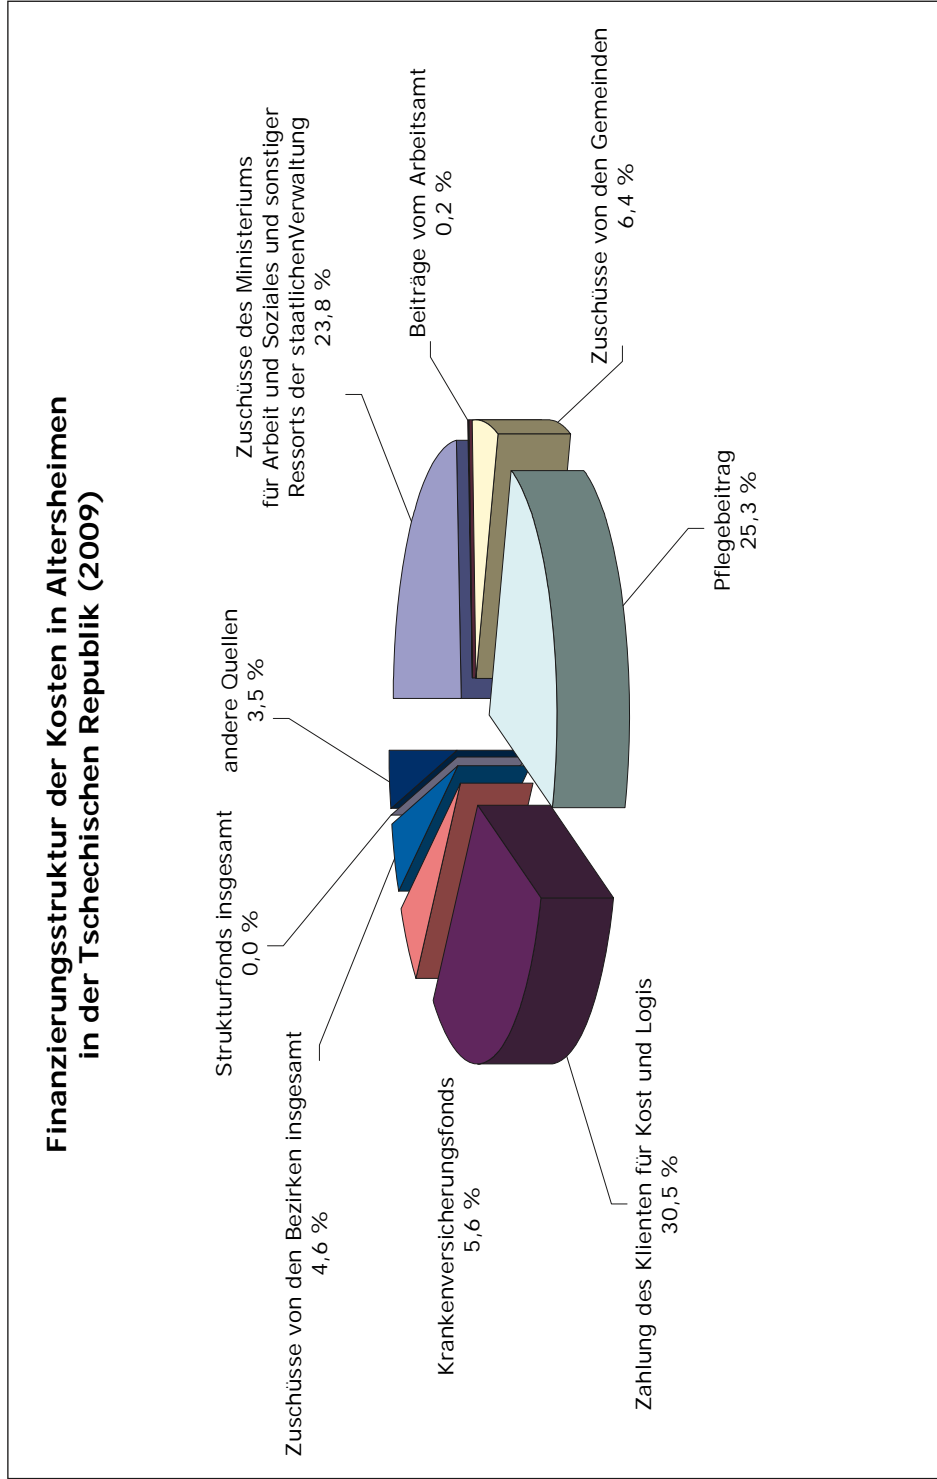 Finanzierungsstruktur der Kosten in Altersheimen
in der Tschechischen Republik (2009)
Zuschüsse des Ministeriums
für Arbeit und Soziales und sonstiger
Ressorts der staatlichenVerwaltung
23,8 %
Beiträge vom Arbeitsamt
0,2 %
Zuschüsse von den Gemeinden
6,4 %
Pflegebeitrag
25,3 %
Zahlung des Klienten für Kost und Logis
30,5 %
Krankenversicherungsfonds
5,6 %
Zuschüsse von den Bezirken insgesamt
4,6 %
Strukturfonds insgesamt
0,0 %
andere Quellen
3,5 %